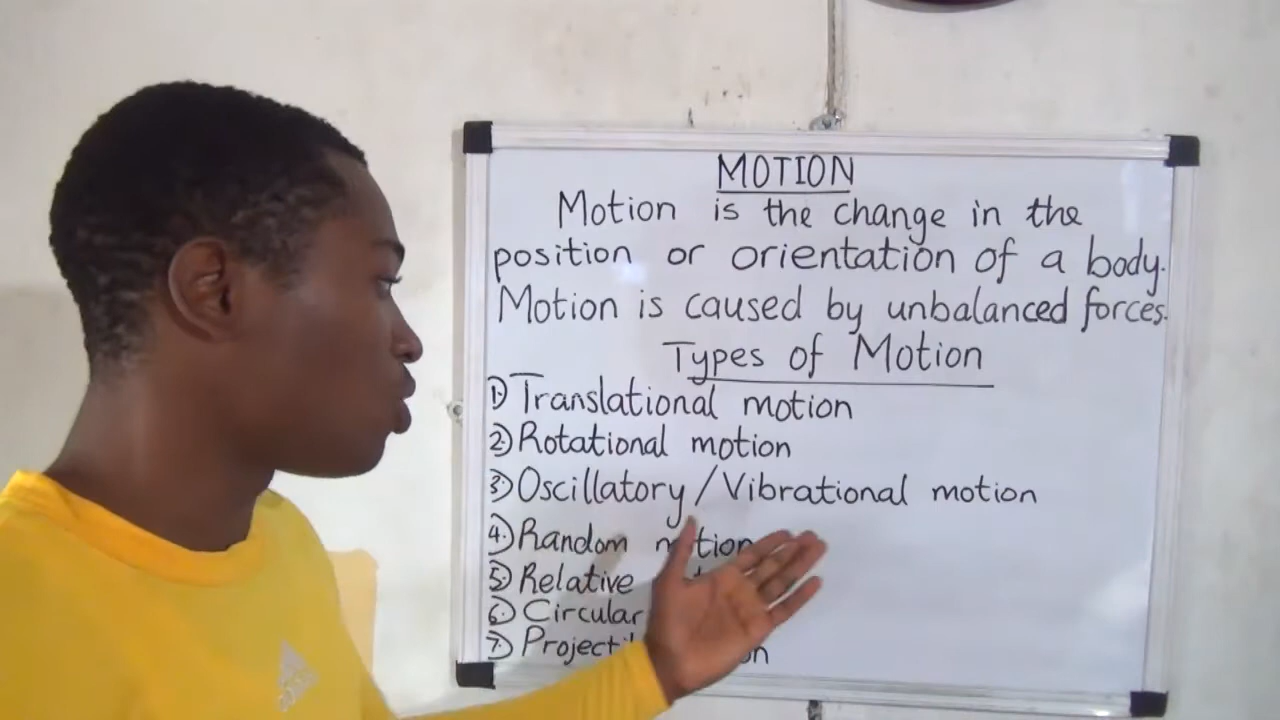 MOTION
Motion is the change in the
position or orientation of a body.
Motion is caused by unbalanced forces.
Types of Motion
1) Translational motion
2) Rotational motion
3) Oscillatory/Vibrational motion
4.) Random motion
5) Relative
6.) Circular
7.)